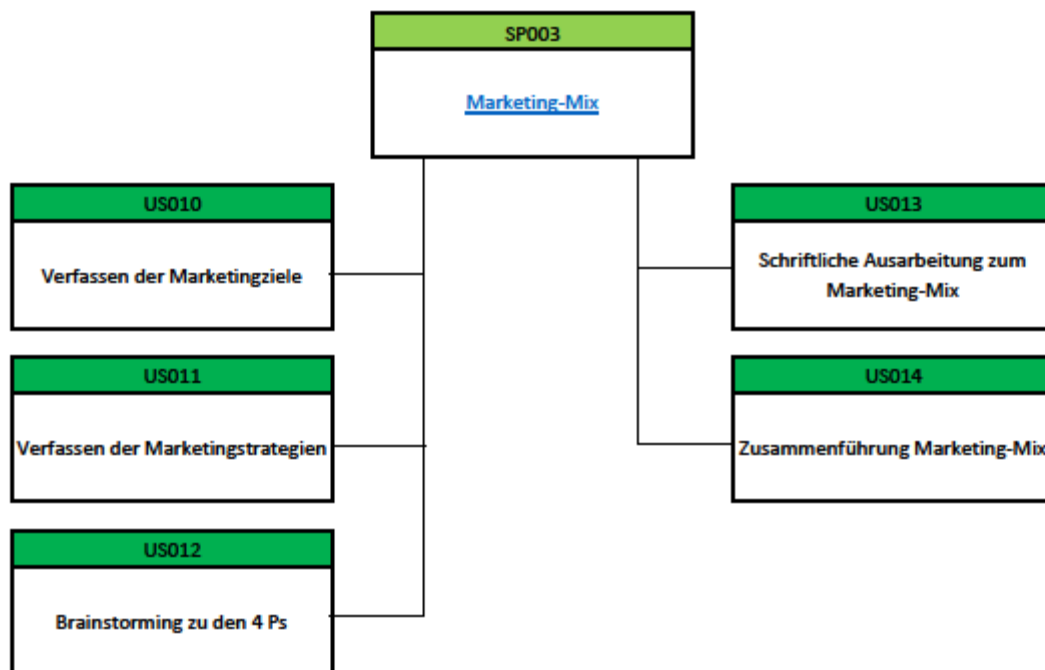 SP003
Marketing-Mix
US010
Verfassen der Marketingziele
US011
Verfassen der Marketingstrategien
US012
Brainstorming zu den 4 Ps
US013
Schriftliche Ausarbeitung zum
Marketing-Mix
US014
Zusammenführung Marketing-Mix